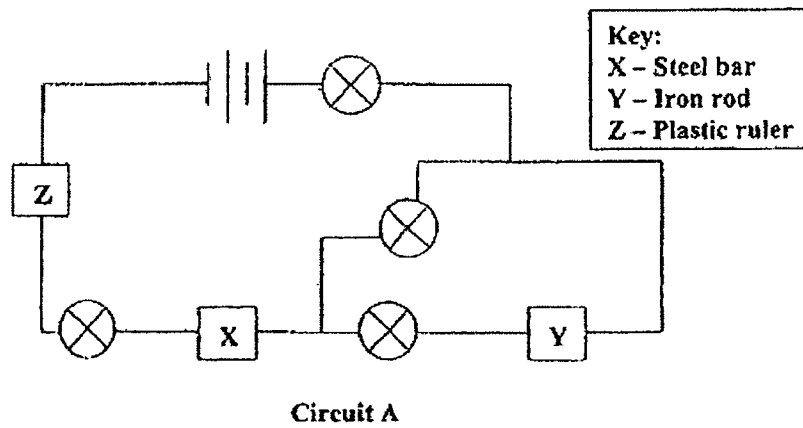 Key:
X – Steel bar
Y – Iron rod
Z – Plastic ruler
Z
X
Y
Circuit A